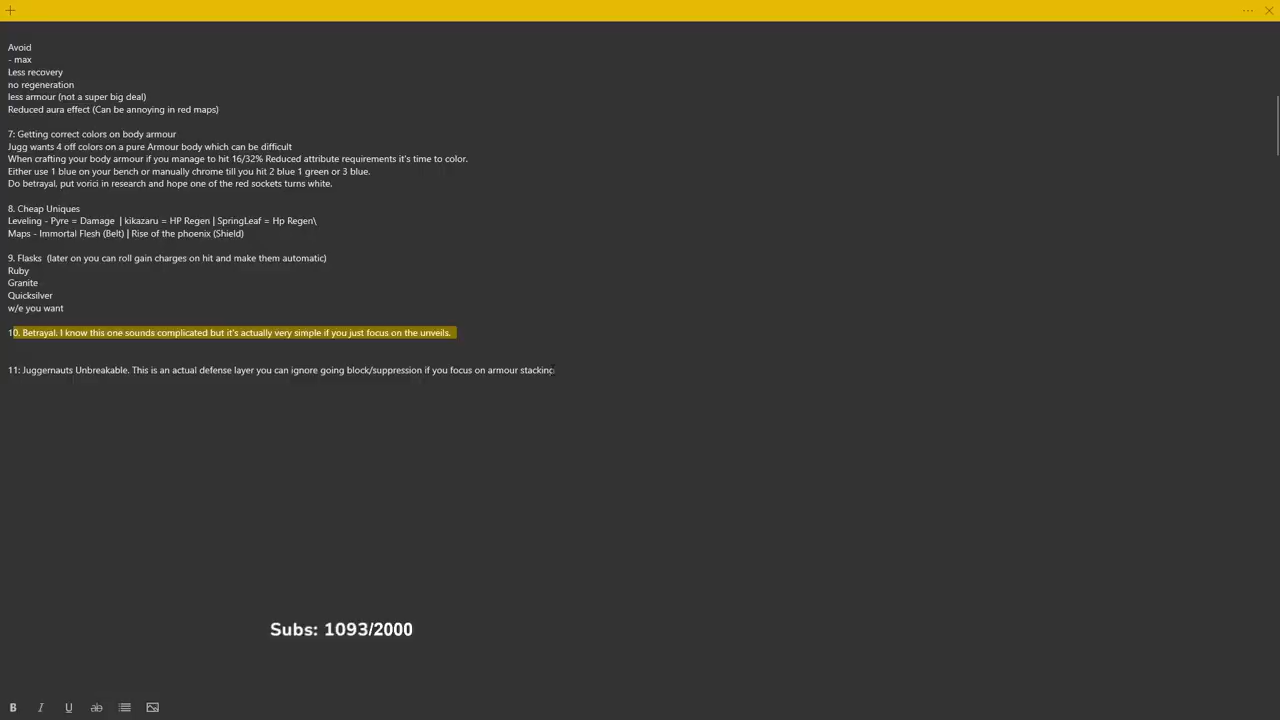 Avoid
- max
Less recovery
no regeneration
less armour (not a super big deal)
Reduced aura effect (Can be annoying in red maps)
7: Getting correct colors on body armour
Jugg wants 4 off colors on a pure Armour body which can be difficult
When crafting your body armour if you manage to hit 16/32% Reduced attribute requirements it's time to color.
Either use 1 blue on your bench or manually chrome till you hit 2 blue 1 green or 3 blue.
Do betrayal, put vorici in research and hope one of the red sockets turns white.
8. Cheap Uniques
Leveling - Pyre = Damage | kikazaru = HP Regen | SpringLeaf = Hp Regen\
Maps - Immortal Flesh (Belt) | Rise of the phoenix (Shield)
9. Flasks (later on you can roll gain charges on hit and make them automatic)
Ruby
Granite
Quicksilver
w/e you want
10. Betrayal. I know this one sounds complicated but it's actually very simple if you just focus on the unveils.
11: Juggernauts Unbreakable. This is an actual defense layer you can ignore going block/suppression if you focus on armour stacking
Subs: 1093/2000
B I U ab